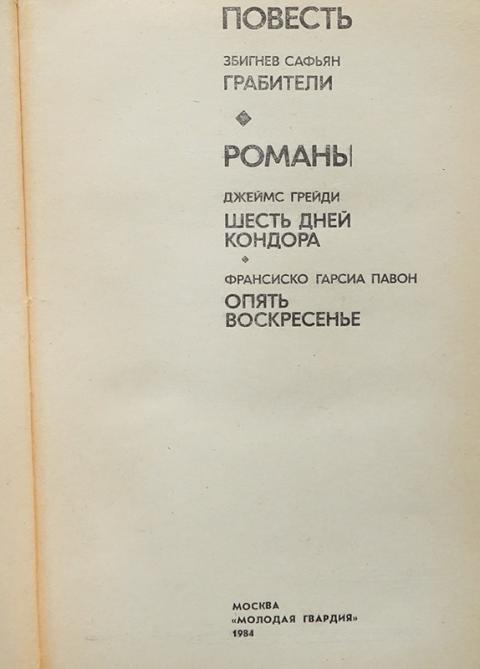 ПОВЕСТЬ
ЗБИГНЕВ САФЬЯН
ГРАБИТЕЛИ
РОМАНЫ
ДЖЕЙМС ГРЕЙДИ
ШЕСТЬ ДНЕЙ
КОНДОРА
ФРАНСИСКО ГАРСИА ПАВОН
ОПЯТЬ
ВОСКРЕСЕНЬЕ
МОСКВА
«МОЛОДАЯ ГВАРДИЯ»
1984